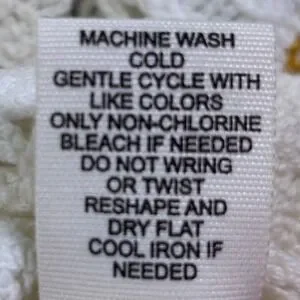 MACHINE WASH
COLD
GENTLE CYCLE WITH
LIKE COLORS
ONLY NON-CHLORINE
BLEACH IF NEEDED
DO NOT WRING
OR TWIST
RESHAPE AND
DRY FLAT
COOL IRON IF
NEEDED